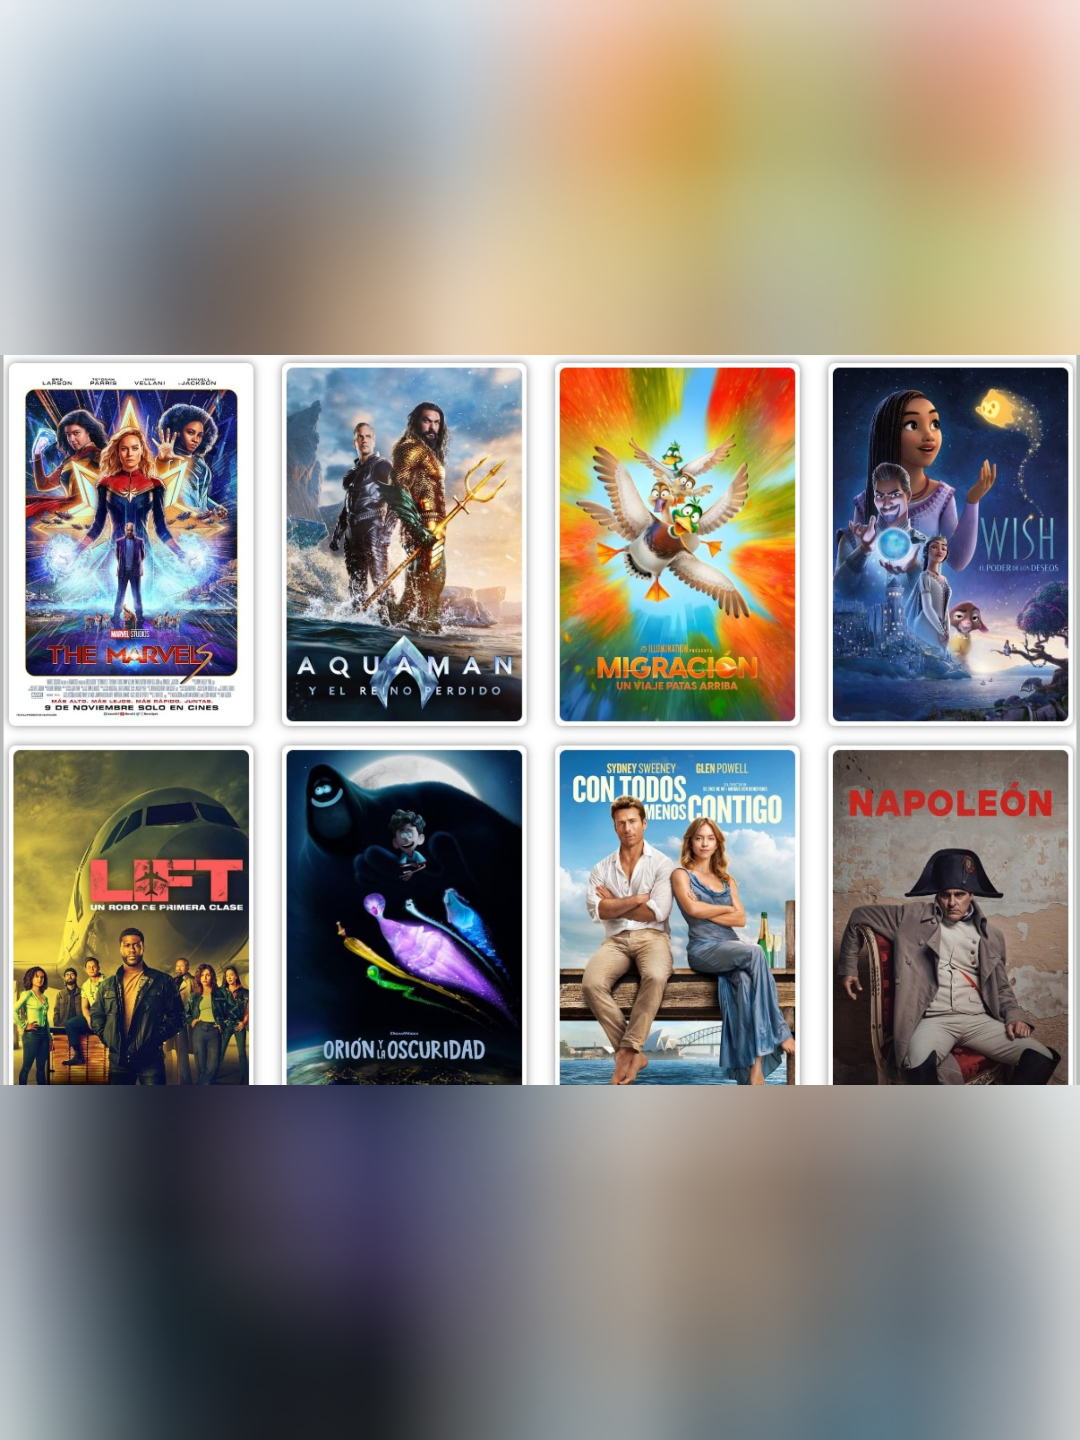 BRIE LARSON TEYONAH PARRIS IMAN VELLANI SAMUEL L. JACKSON
MARVEL STUDIOS
THE MARVELS
MÁS ALTO. MÁS LEJOS. MÁS RÁPIDO. JUNTAS.
9 DE NOVIEMBRE SOLO EN CINES
AQUAMAN
Y EL REINO PERDIDO
ILLUMINATION PRESENTA
MIGRACIÓN
UN VIAJE PATAS ARRIBA
WISH
EL PODER DE LOS DESEOS
LIFT
UN ROBO DE PRIMERA CLASE
DreamWorks
ORIÓN Y LA OSCURIDAD
SYDNEY SWEENEY GLEN POWELL
CON TODOS
MENOS CONTIGO
NAPOLEÓN